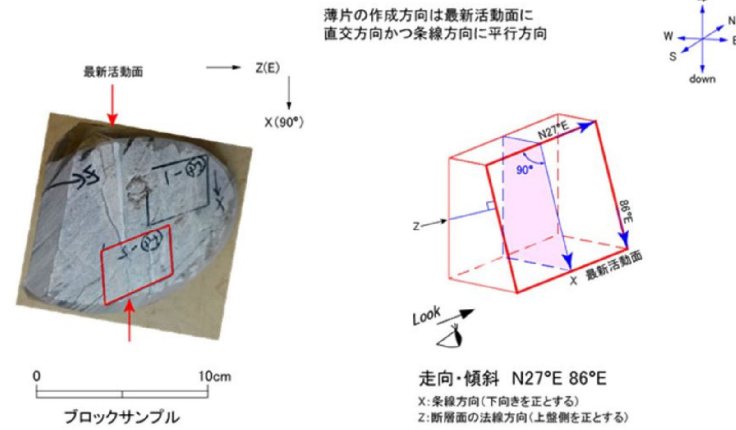 薄片の作成方向は最新活動面に
直交方向かつ条線方向に平行方向
W
N
S
E
down
最新活動面
Z(E)
X(90°)
N27°E
90°
86°E
Z
X 最新活動面
Look
0
10cm
ブロックサンプル
走向・傾斜 N27°E 86°E
X:条線方向(下向きを正とする)
Z:断層面の法線方向(上盤側を正とする)